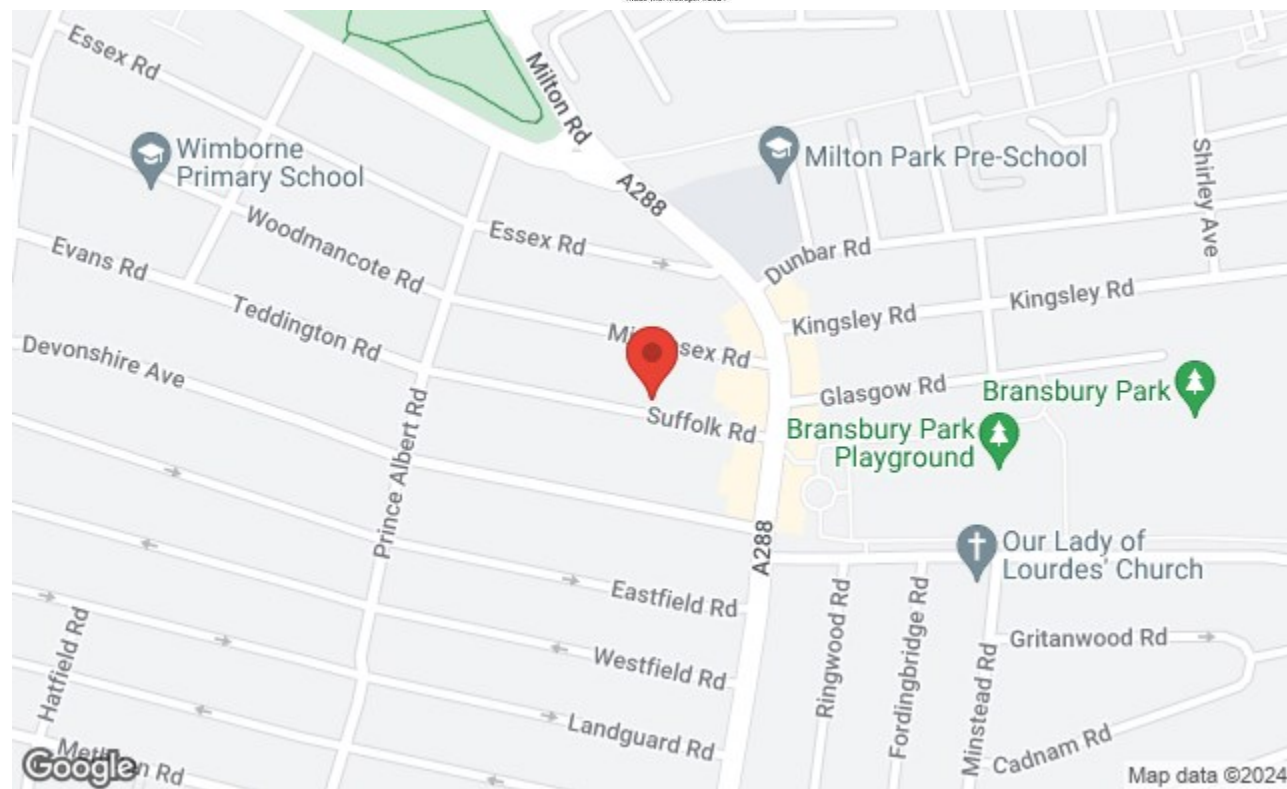 Essex Rd
Milton Rd
Wimborne
Primary School
Milton Park Pre-School
Shirley Ave
A288
Woodmancote Rd
Essex Rd
Dunbar Rd
Evans Rd
Teddington Rd
Kingsley Rd
Kingsley Rd
Devonshire Ave
Glasgow Rd
Bransbury Park
Prince Albert Rd
Suffolk Rd
Bransbury Park
Playground
A288
Our Lady of
Lourdes' Church
Eastfield Rd
Ringwood Rd
Fordingbridge Rd
Minstead Rd
Gritanwood Rd
Hatfield Rd
Westfield Rd
Landguard Rd
Cadnam Rd
Rd
Google
Map data ©2024